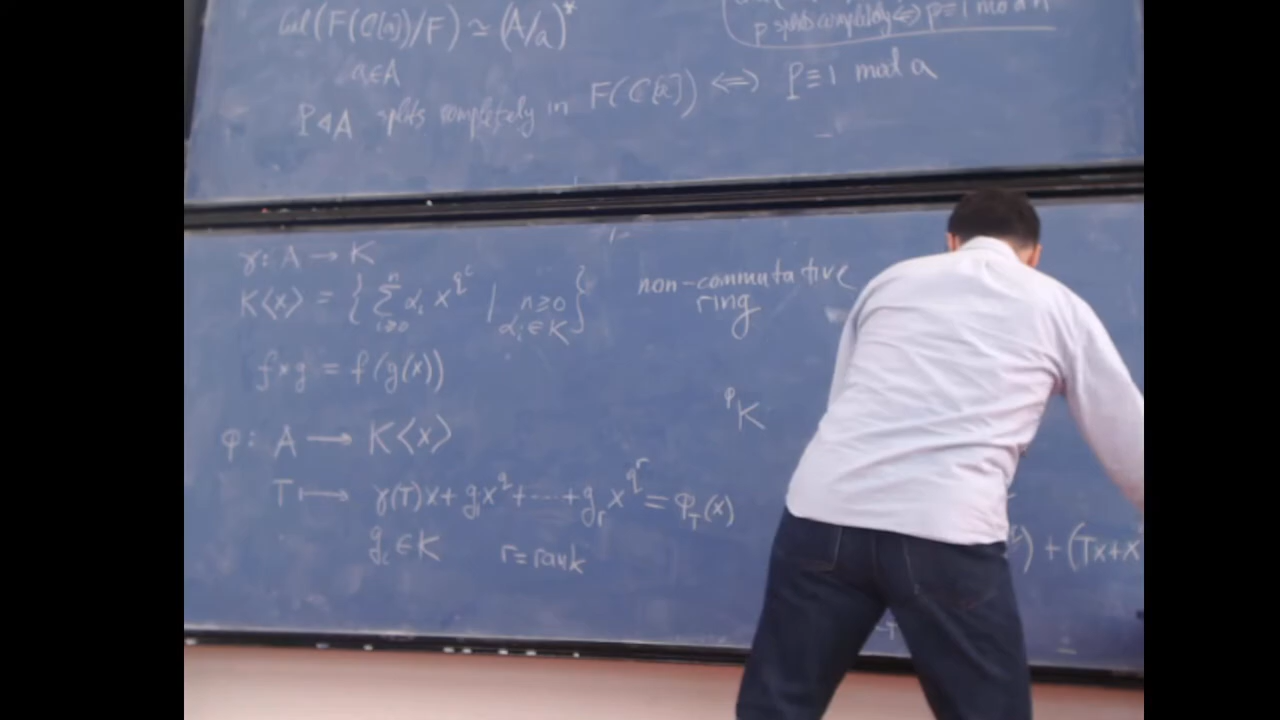 Gal(F(C[a])/F) ≃ (A/a)*
a∈A
p splits completely ⇔ p≡1 mod n
P◁A splits completely in F(C[a]) ⇔ P≡1 mod a
γ: A → K
K⟨x⟩ = { ∑_{i≥0}^{n} α_i x^{q^i} | n≥0 α_i∈K }
non-commutative
ring
f×g = f(g(x))
ᵠK
φ: A ⟶ K⟨x⟩
T ⟼ γ(T)x + g₁x^q + ⋯ + g_r x^{q^r} = φ_T(x)
g_i ∈ K r = rank
) + (Tx+x